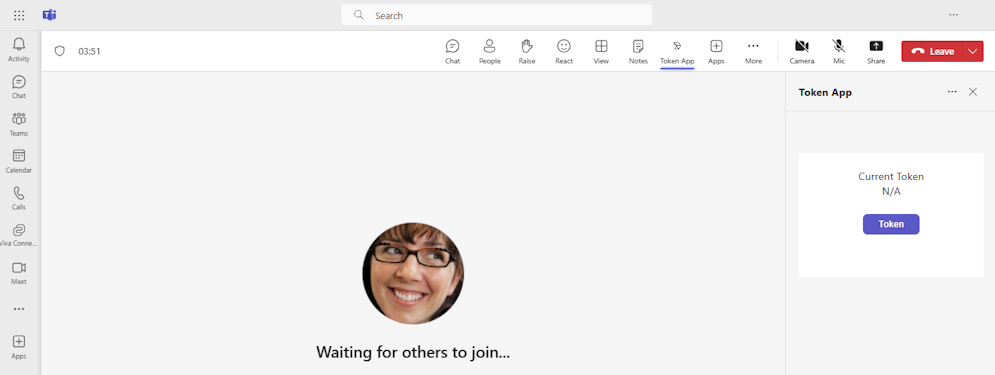 Search
03:51
Chat
People
Raise
React
View
Notes
Token App
Apps
More
Camera
Mic
Share
Leave
Activity
Chat
Teams
Calendar
Calls
Viva Conne...
Meet
Apps
Token App
Current Token
N/A
Token
Waiting for others to join...